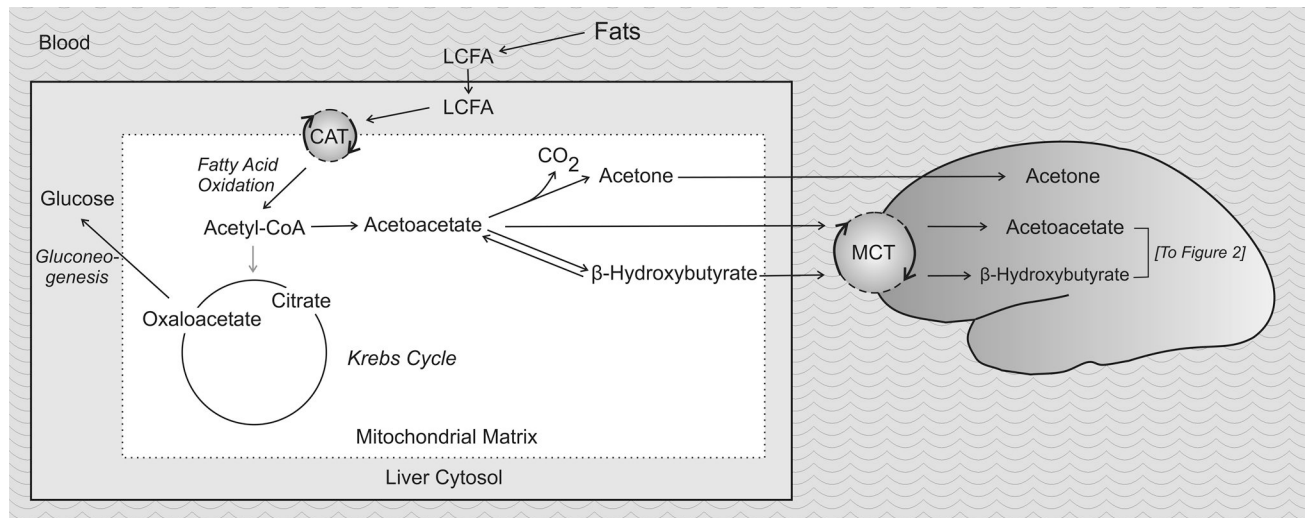 Blood
Fats
LCFA
LCFA
CAT
Fatty Acid
Oxidation
CO2
Acetone
Acetone
Glucose
Acetyl-CoA
Acetoacetate
MCT
Acetoacetate
[To Figure 2]
Gluconeo-
genesis
β-Hydroxybutyrate
β-Hydroxybutyrate
Citrate
Oxaloacetate
Krebs Cycle
Mitochondrial Matrix
Liver Cytosol